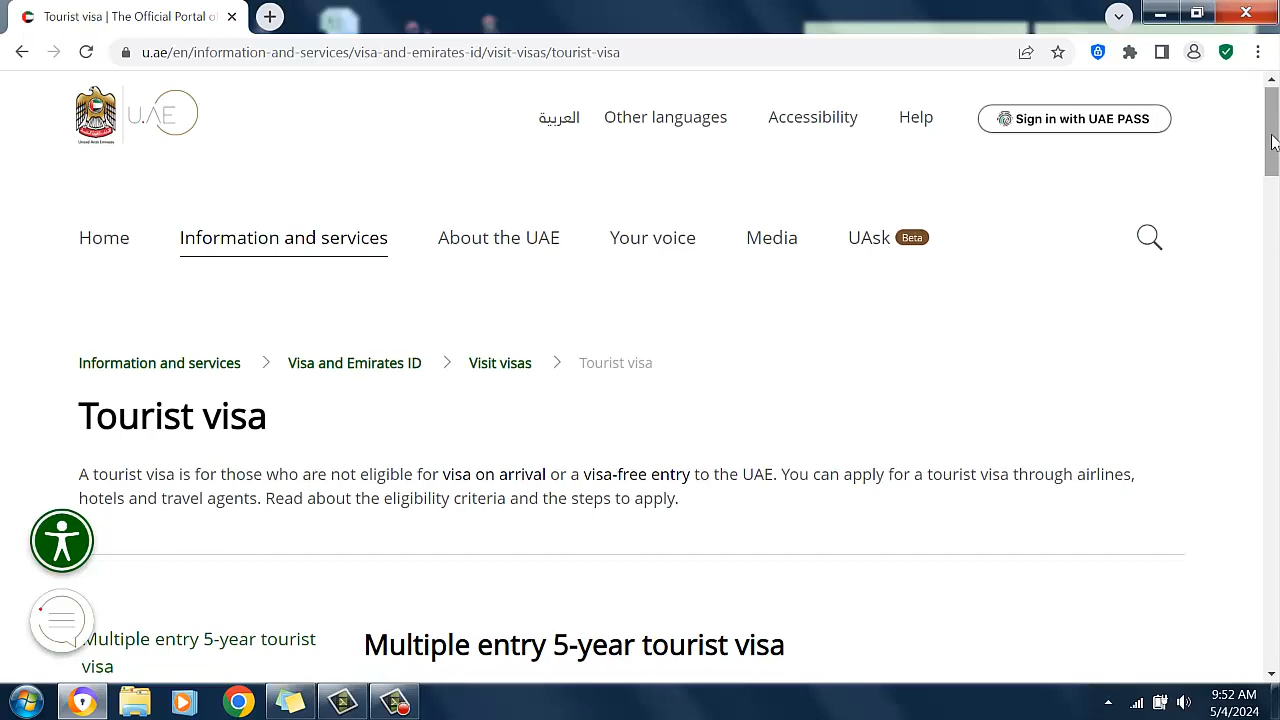 Tourist visa | The Official Portal o
u.ae/en/information-and-services/visa-and-emirates-id/visit-visas/tourist-visa
U.AE
United Arab Emirates
العربية
Other languages
Accessibility
Help
Sign in with UAE PASS
Home
Information and services
About the UAE
Your voice
Media
UAsk Beta
Information and services
Visa and Emirates ID
Visit visas
Tourist visa
Tourist visa
A tourist visa is for those who are not eligible for visa on arrival or a visa-free entry to the UAE. You can apply for a tourist visa through airlines,
hotels and travel agents. Read about the eligibility criteria and the steps to apply.
Multiple entry 5-year tourist
visa
Multiple entry 5-year tourist visa
9:52 AM
5/4/2024